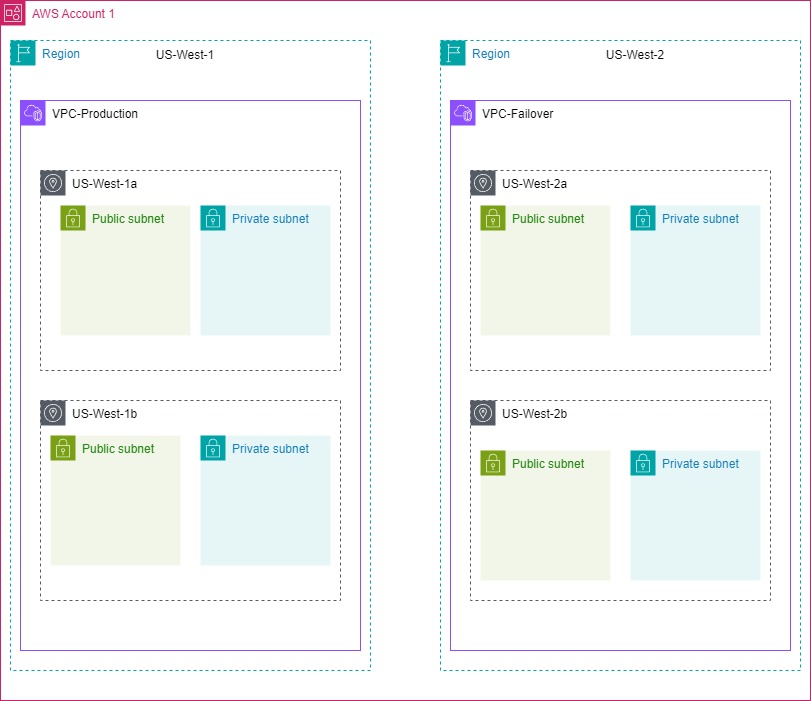 AWS Account 1
Region
US-West-1
VPC-Production
US-West-1a
Public subnet
Private subnet
US-West-1b
Public subnet
Private subnet
Region
US-West-2
VPC-Failover
US-West-2a
Public subnet
Private subnet
US-West-2b
Public subnet
Private subnet